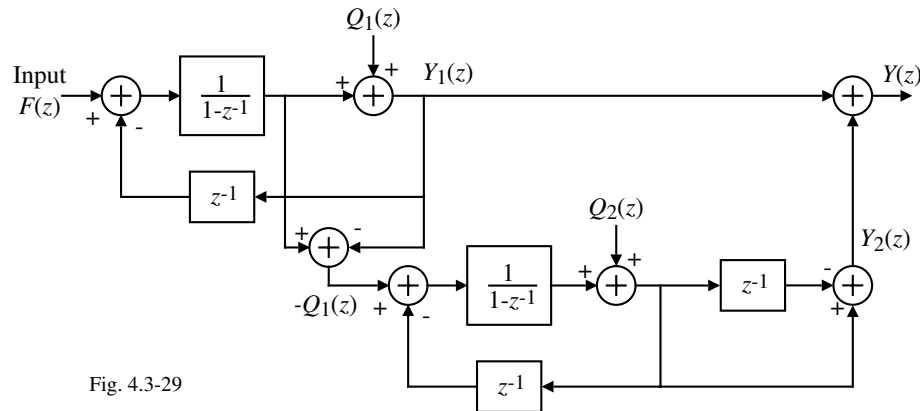 Q₁(z)
Input
F(z)
+
+
-
1
1-z⁻¹
+
+
+
Y₁(z)
+
Y(z)
z⁻¹
Q₂(z)
+
-
+
-Q₁(z)
+
+
-
1
1-z⁻¹
+
+
+
z⁻¹
Y₂(z)
-
+
+
z⁻¹
Fig. 4.3-29